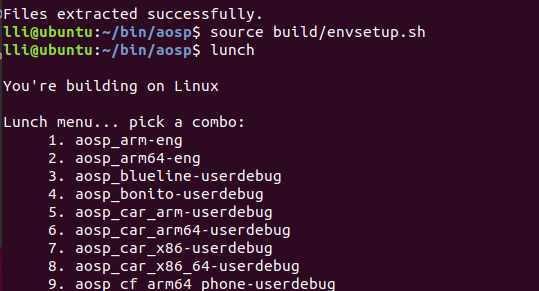 Files extracted successfully.
lli@ubuntu:~/bin/aosp$ source build/envsetup.sh
lli@ubuntu:~/bin/aosp$ lunch
You're building on Linux
Lunch menu... pick a combo:
1. aosp_arm-eng
2. aosp_arm64-eng
3. aosp_blueline-userdebug
4. aosp_bonito-userdebug
5. aosp_car_arm-userdebug
6. aosp_car_arm64-userdebug
7. aosp_car_x86-userdebug
8. aosp_car_x86_64-userdebug
9. aosp_cf_arm64_phone-userdebug